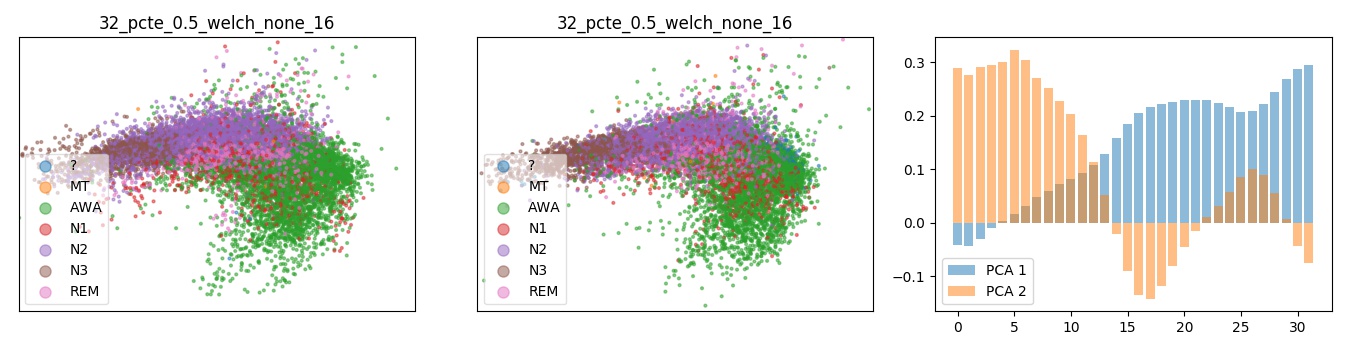 32_pcte_0.5_welch_none_16
?
MT
AWA
N1
N2
N3
REM
32_pcte_0.5_welch_none_16
?
MT
AWA
N1
N2
N3
REM
0.3
0.2
0.1
0.0
−0.1
PCA 1
PCA 2
0 5 10 15 20 25 30